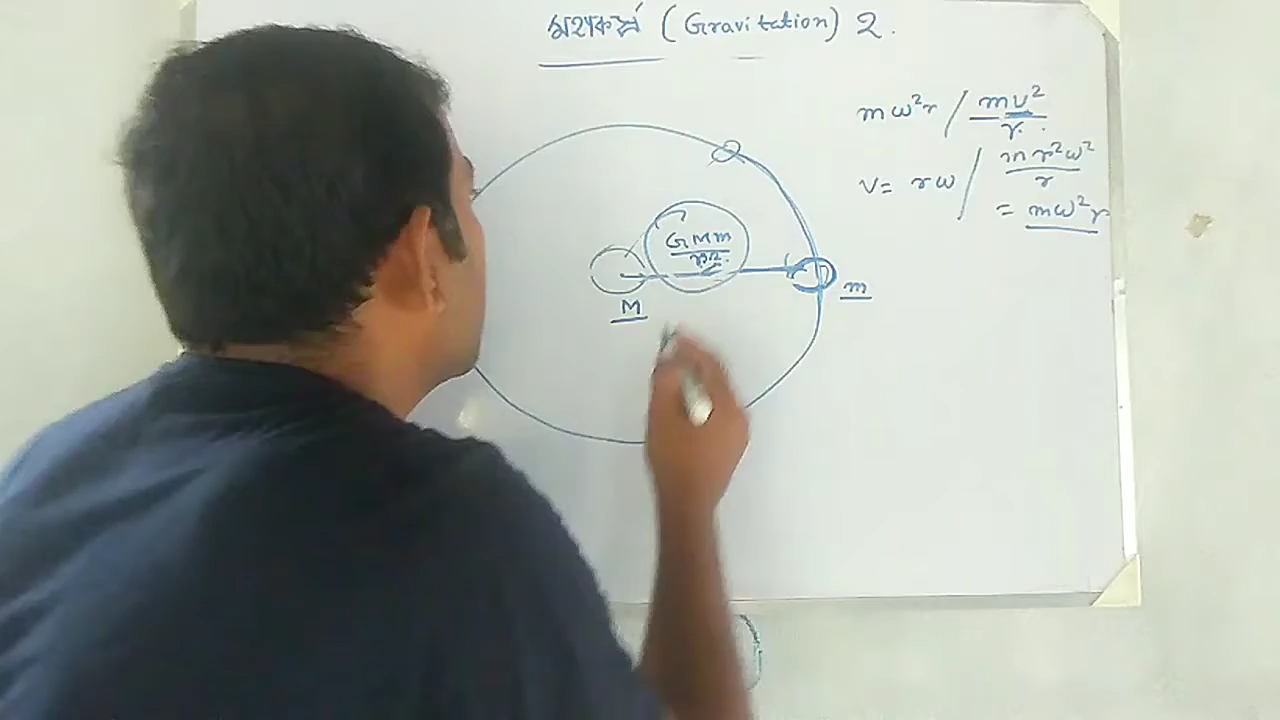 মহাকর্ষ (Gravitation) 2.
mω²r / mv²/r.
v = rω / mr²ω²/r
= mω²r
GMm/r²
M
m